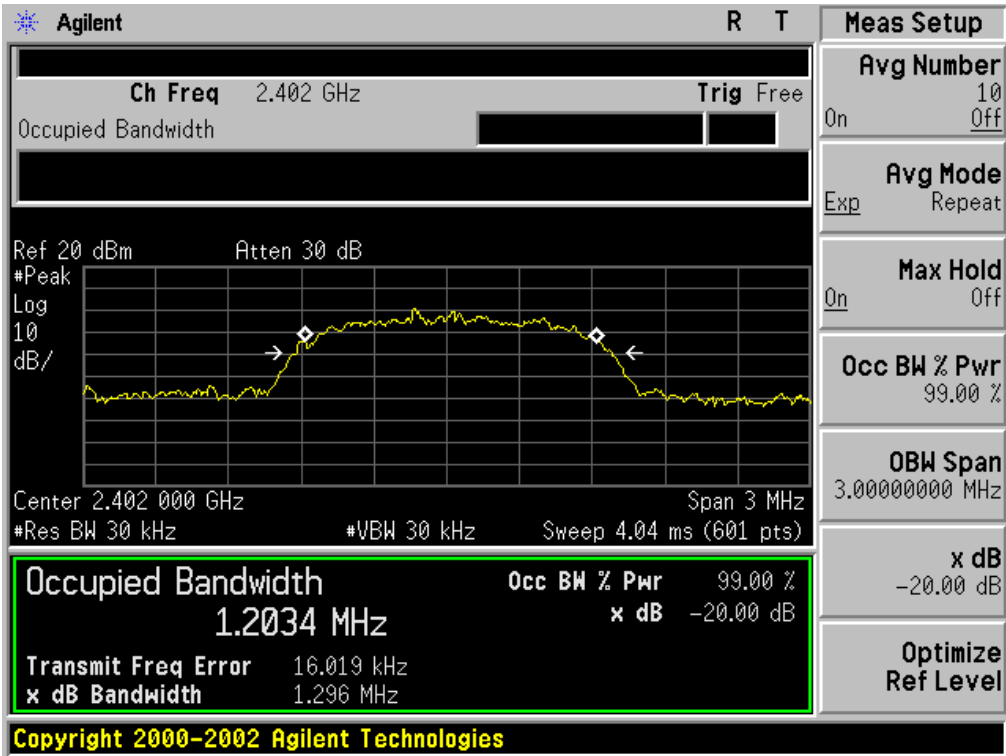 Agilent R T
Ch Freq 2.402 GHz Trig Free
Occupied Bandwidth
Ref 20 dBm Atten 30 dB
#Peak
Log
10
dB/
Center 2.402 000 GHz Span 3 MHz
#Res BW 30 kHz #VBW 30 kHz Sweep 4.04 ms (601 pts)
Occupied Bandwidth Occ BW % Pwr 99.00 %
1.2034 MHz x dB -20.00 dB
Transmit Freq Error 16.019 kHz
x dB Bandwidth 1.296 MHz
Copyright 2000-2002 Agilent Technologies
Meas Setup
Avg Number
10
On Off
Avg Mode
Exp Repeat
Max Hold
On Off
Occ BW % Pwr
99.00 %
OBW Span
3.00000000 MHz
x dB
-20.00 dB
Optimize
Ref Level